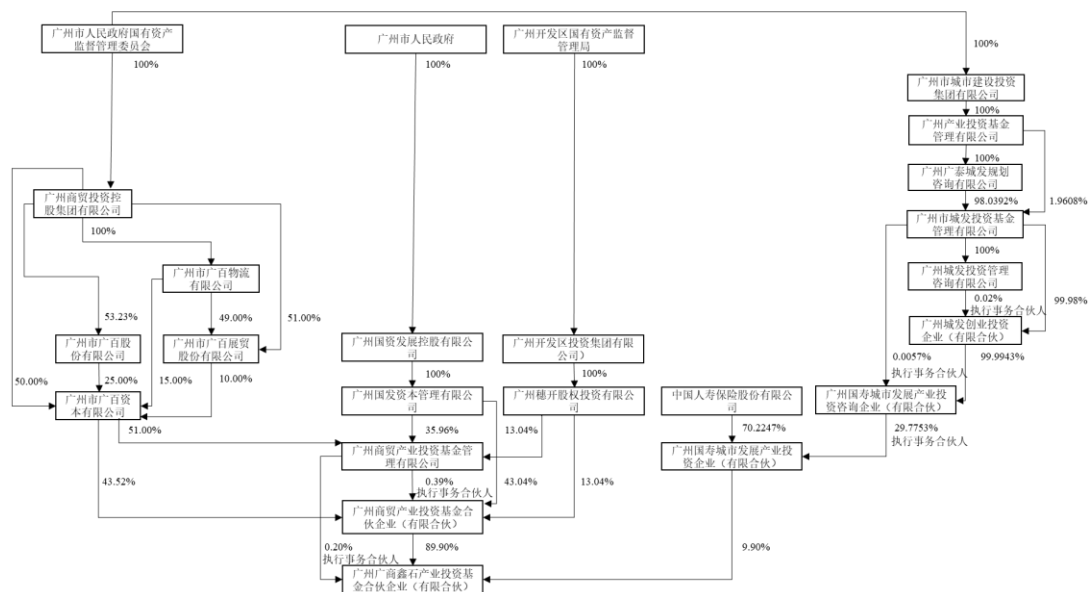 广州市人民政府国有资产
监督管理委员会
广州市人民政府
广州开发区国有资产监督
管理局
100%
100%
100%
100%
广州市城市建设投资
集团有限公司
100%
广州产业投资基金
管理有限公司
100%
广州广泰城发规划
咨询有限公司
98.0392%
1.9608%
广州商贸投资控
股集团有限公司
100%
广州市城发投资基金
管理有限公司
100%
广州市广百物流
有限公司
广州城发投资管理
咨询有限公司
0.02%
执行事务合伙人
99.98%
53.23%
49.00%
51.00%
广州城发创业投资
企业（有限合伙）
广州市广百股
份有限公司
广州市广百展贸
股份有限公司
广州国资发展控股有限公
司
广州开发区投资集团有限公
司）
0.0057%
执行事务合伙人
99.9943%
50.00%
25.00%
15.00%
10.00%
100%
100%
广州市广百资
本有限公司
广州国发资本管理有限公
司
广州穗开股权投资有限公
司
中国人寿保险股份有限公
司
广州国寿城市发展产业投
资咨询企业（有限合伙）
51.00%
35.96%
13.04%
70.2247%
29.7753%
执行事务合伙人
广州商贸产业投资基金管
理有限公司
广州国寿城市发展产业投
资企业（有限合伙）
43.52%
0.39%
执行事务合伙人
43.04%
13.04%
广州商贸产业投资基金合
伙企业（有限合伙）
0.20%
执行事务合伙人
89.90%
9.90%
广州广商鑫石产业投资基
金合伙企业（有限合伙）